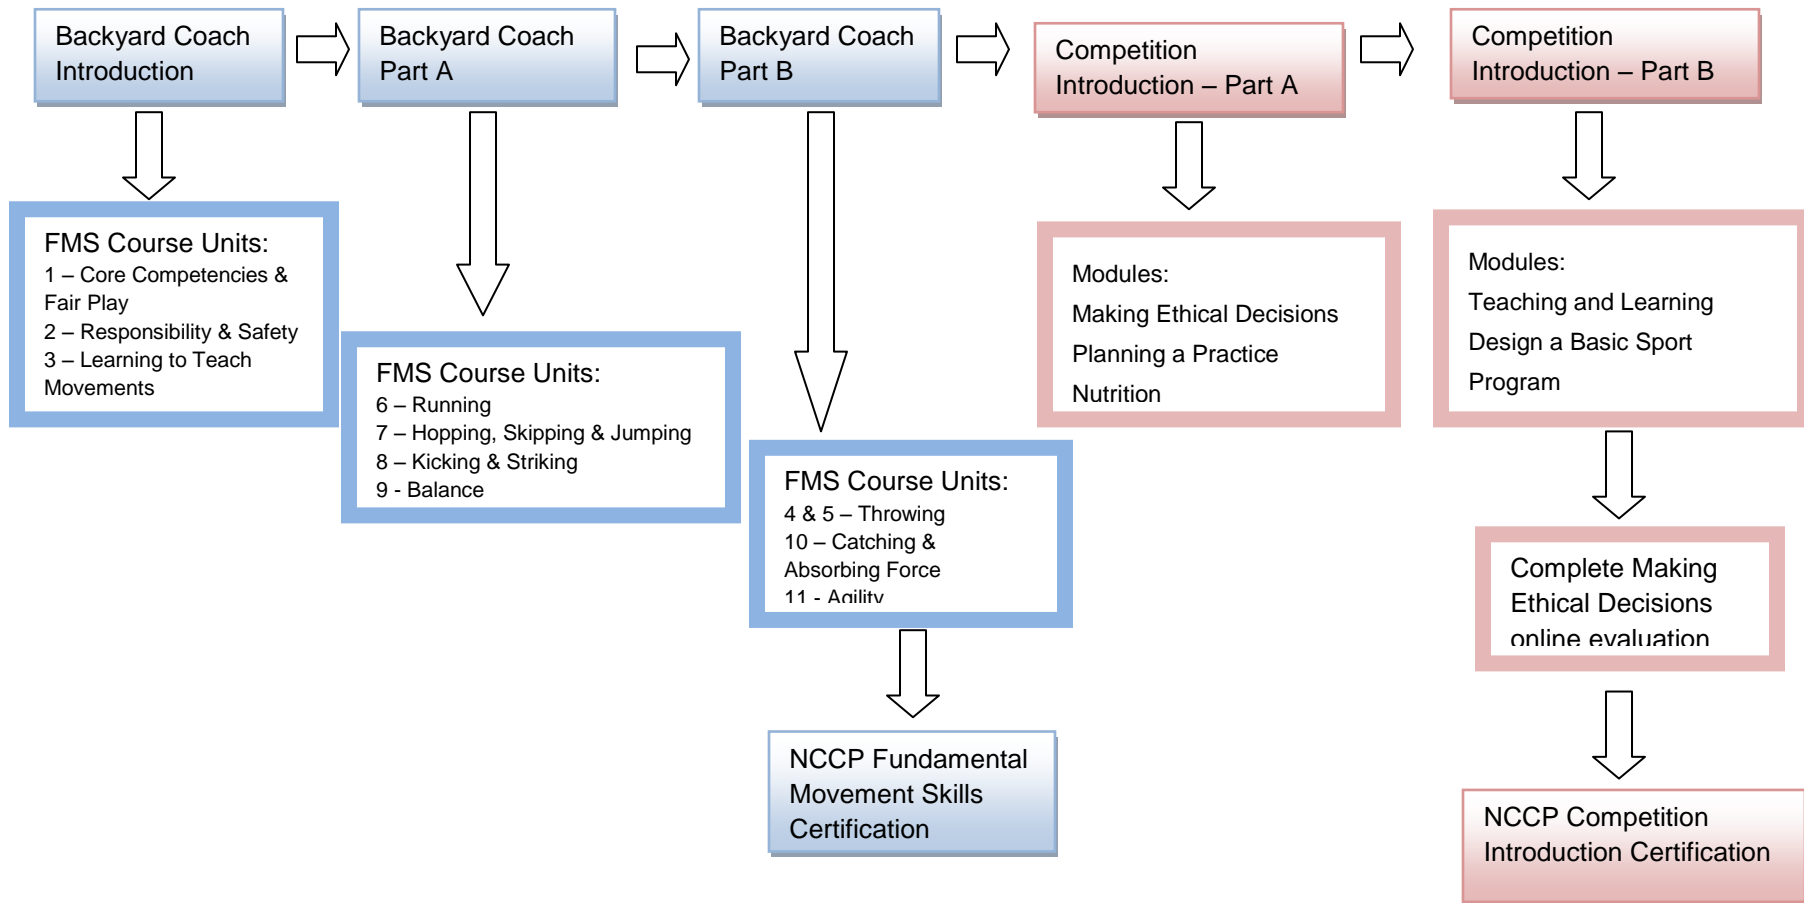 Backyard Coach
Introduction
Backyard Coach
Part A
Backyard Coach
Part B
Competition
Introduction – Part A
Competition
Introduction – Part B
FMS Course Units:
1 – Core Competencies &
Fair Play
2 – Responsibility & Safety
3 – Learning to Teach
Movements
FMS Course Units:
6 – Running
7 – Hopping, Skipping & Jumping
8 – Kicking & Striking
9 - Balance
FMS Course Units:
4 & 5 – Throwing
10 – Catching &
Absorbing Force
11 - Agility
NCCP Fundamental
Movement Skills
Certification
Modules:
Making Ethical Decisions
Planning a Practice
Nutrition
Modules:
Teaching and Learning
Design a Basic Sport
Program
Complete Making
Ethical Decisions
online evaluation
NCCP Competition
Introduction Certification